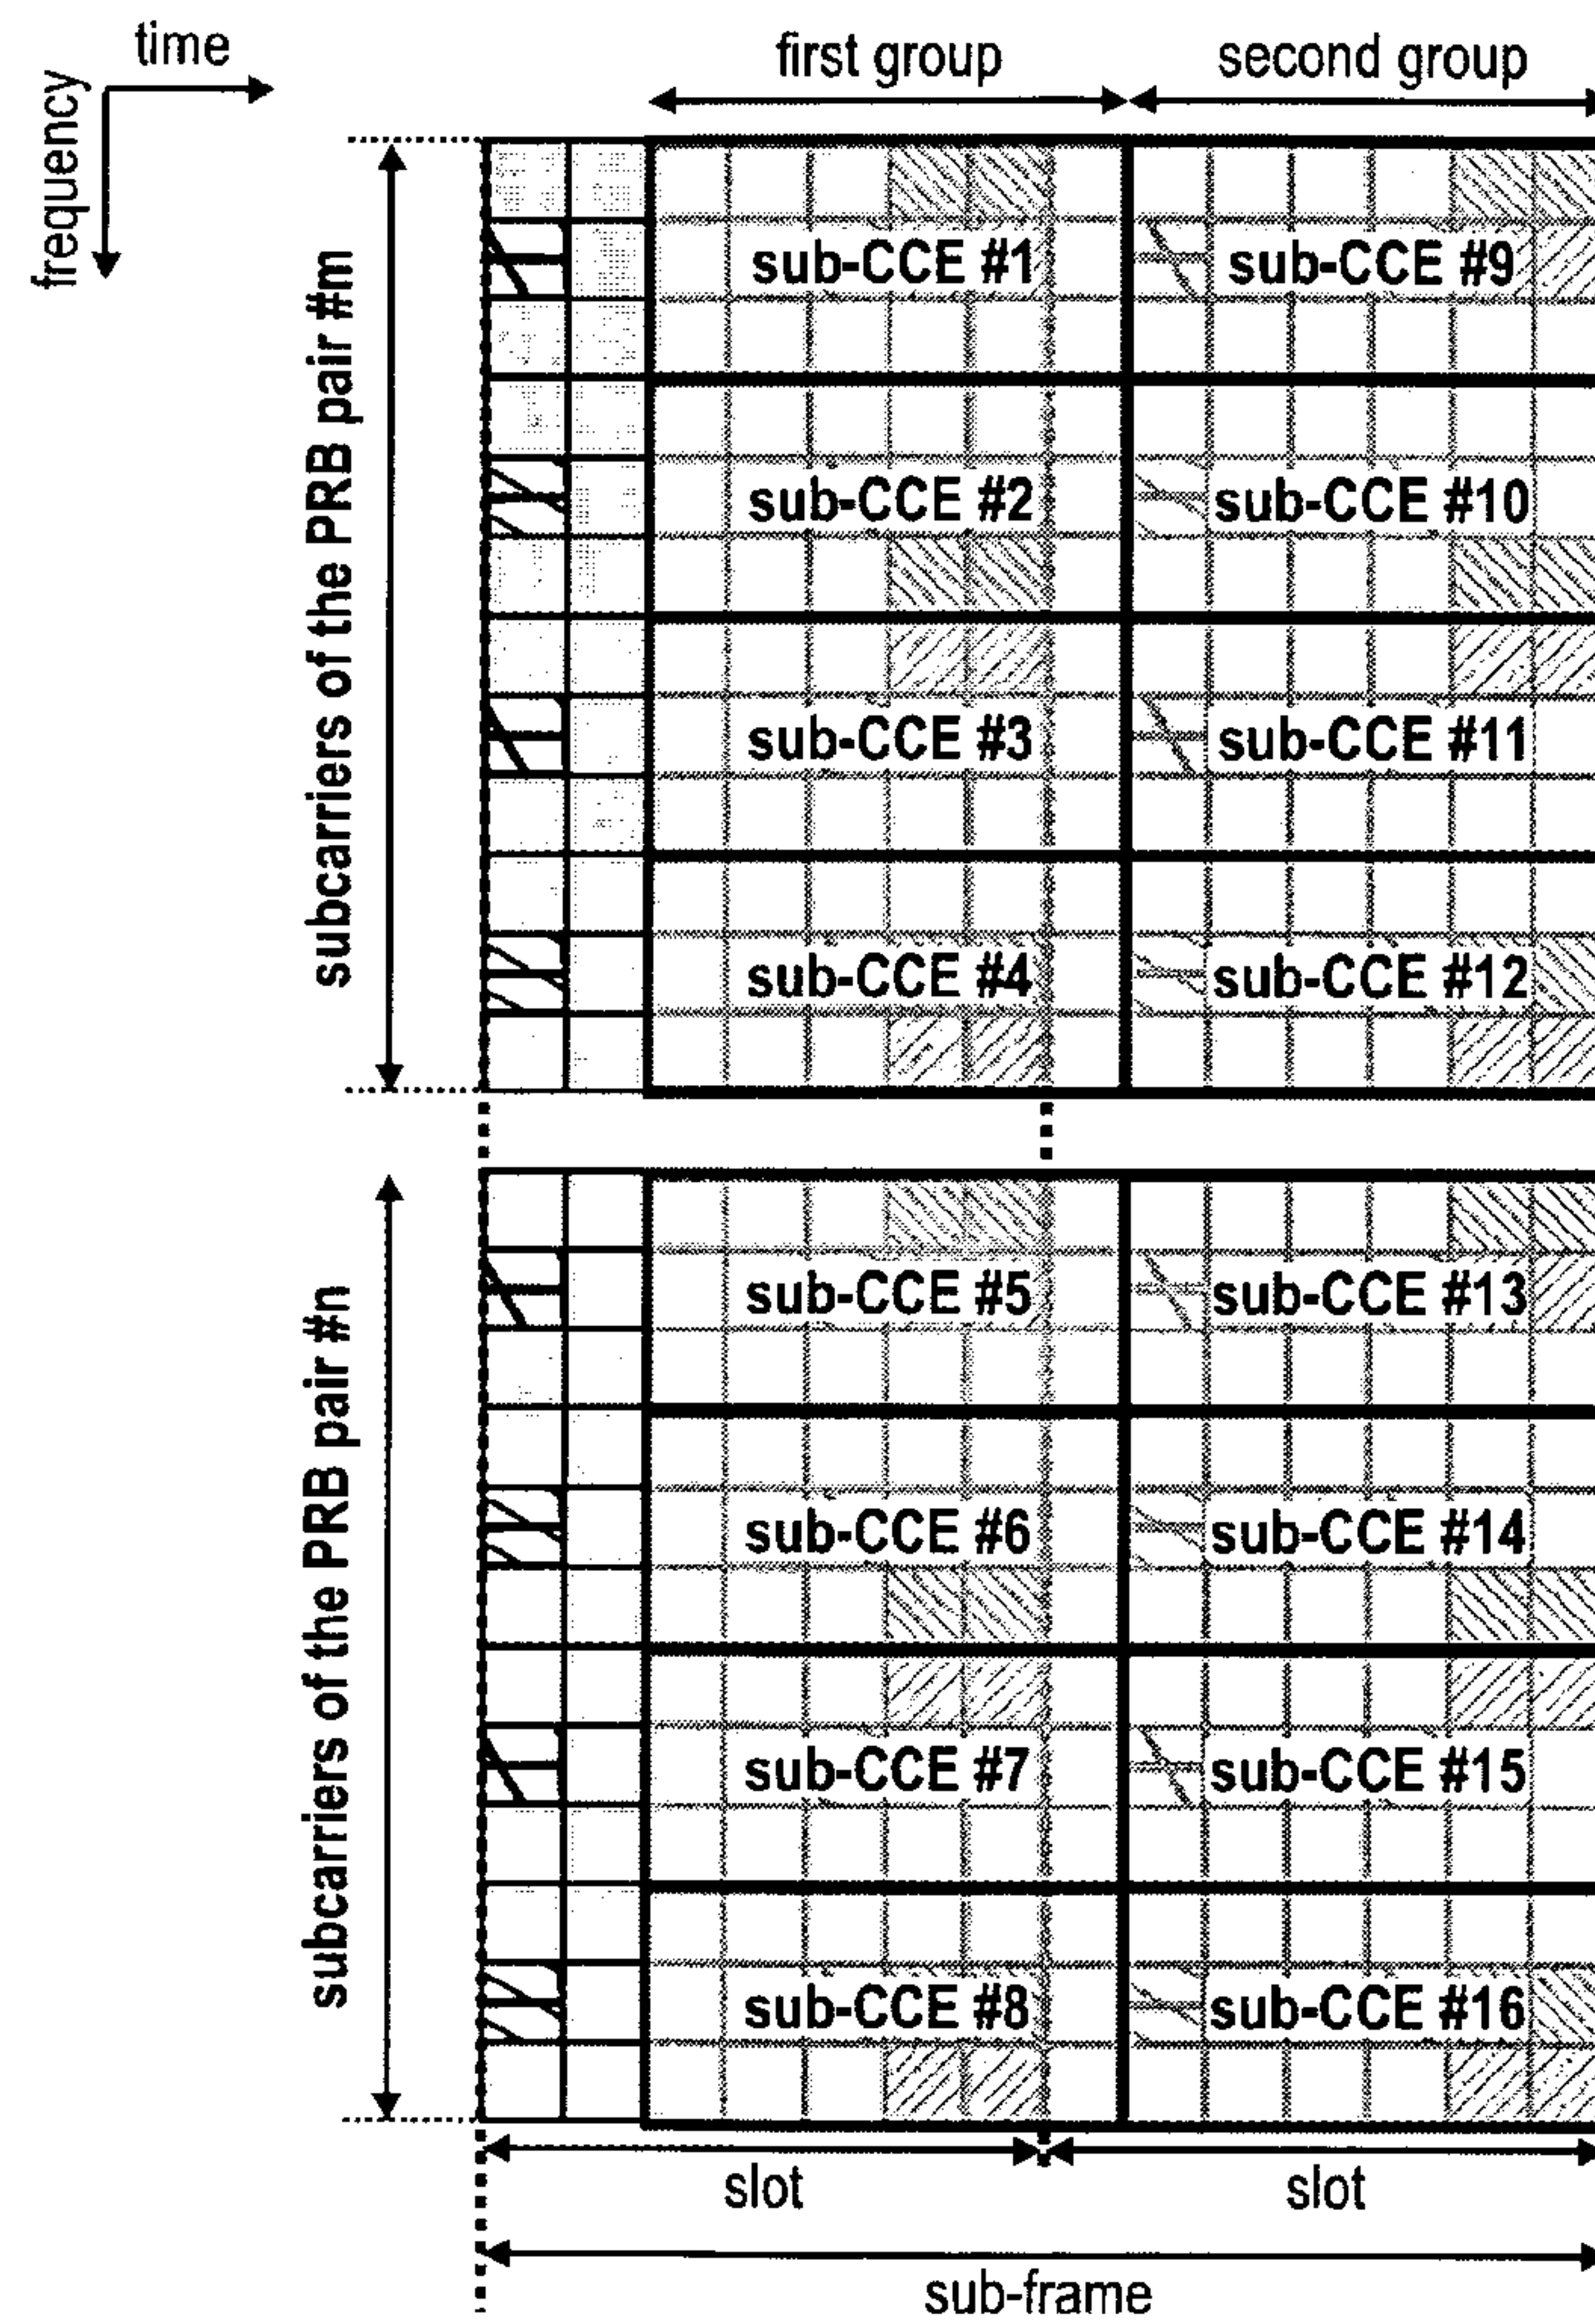 time
first group
second group
frequency
subcarriers of the PRB pair #m
sub-CCE #1
sub-CCE #9
sub-CCE #2
sub-CCE #10
sub-CCE #3
sub-CCE #11
sub-CCE #4
sub-CCE #12
subcarriers of the PRB pair #n
sub-CCE #5
sub-CCE #13
sub-CCE #6
sub-CCE #14
sub-CCE #7
sub-CCE #15
sub-CCE #8
sub-CCE #16
slot
slot
sub-frame